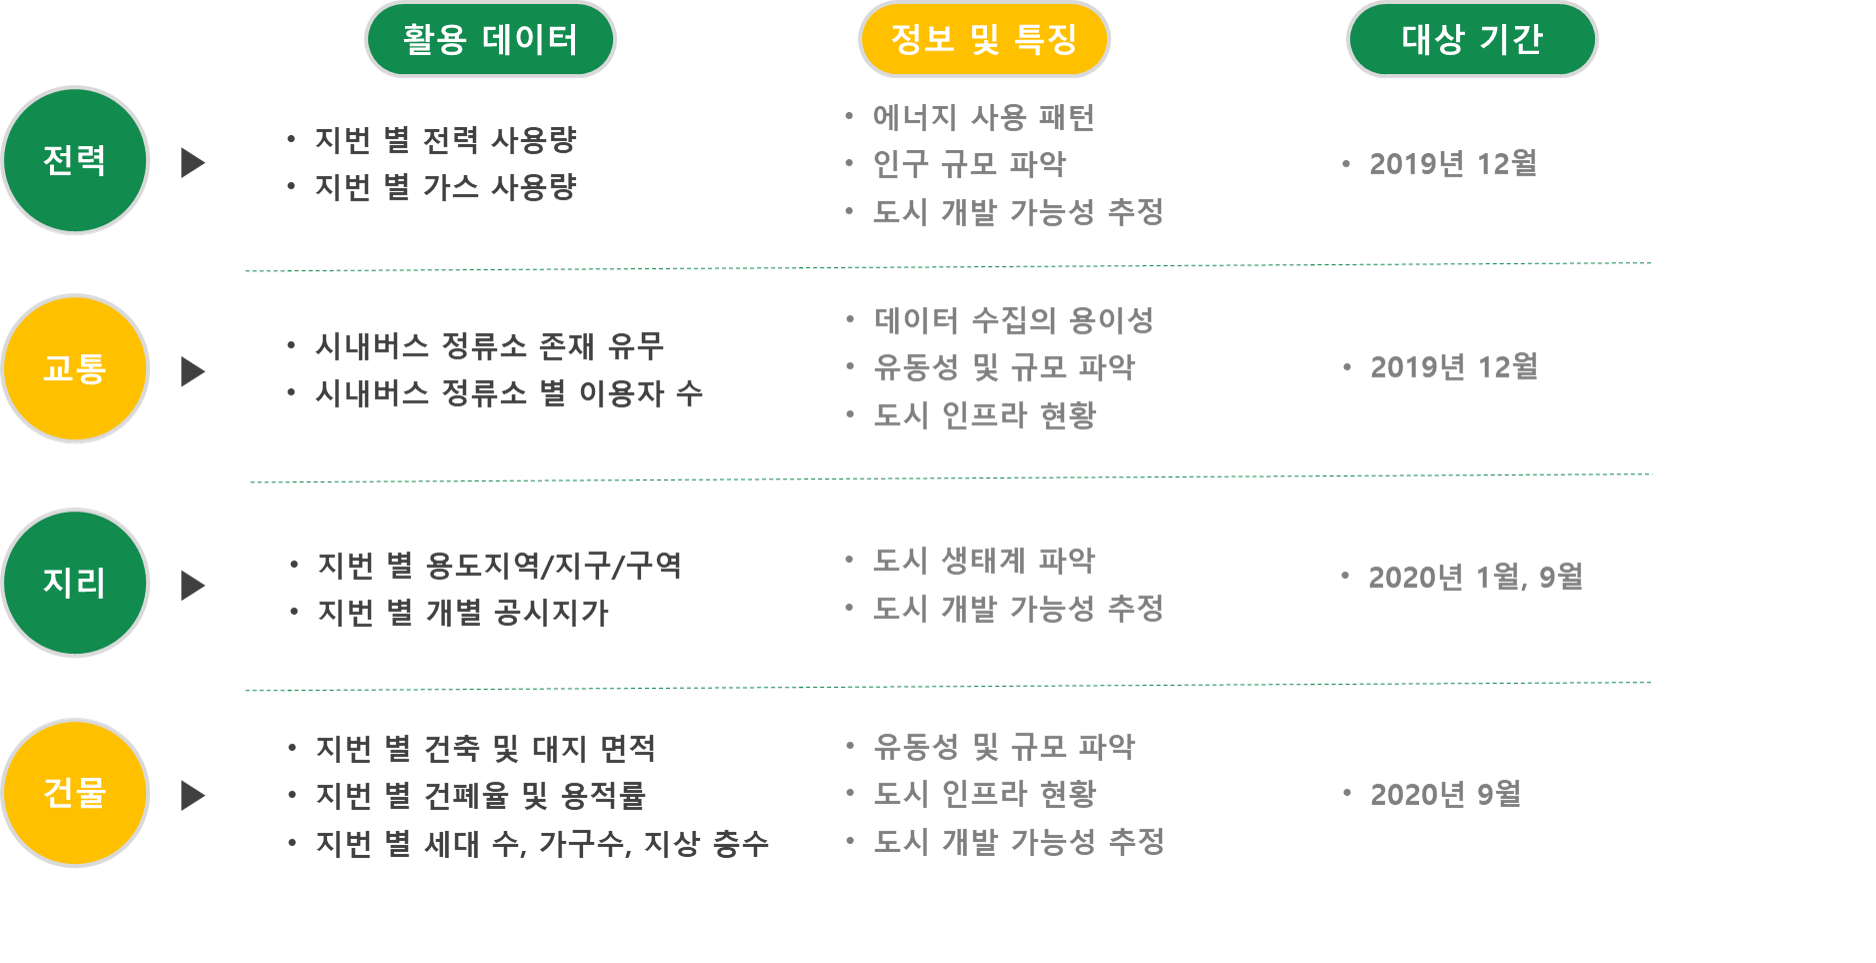 활용 데이터
정보 및 특징
대상 기간
전력
• 지번 별 전력 사용량
• 지번 별 가스 사용량
• 에너지 사용 패턴
• 인구 규모 파악
• 도시 개발 가능성 추정
• 2019년 12월
교통
• 시내버스 정류소 존재 유무
• 시내버스 정류소 별 이용자 수
• 데이터 수집의 용이성
• 유동성 및 규모 파악
• 도시 인프라 현황
• 2019년 12월
지리
• 지번 별 용도지역/지구/구역
• 지번 별 개별 공시지가
• 도시 생태계 파악
• 도시 개발 가능성 추정
• 2020년 1월, 9월
건물
• 지번 별 건축 및 대지 면적
• 지번 별 건폐율 및 용적률
• 지번 별 세대 수, 가구수, 지상 층수
• 유동성 및 규모 파악
• 도시 인프라 현황
• 도시 개발 가능성 추정
• 2020년 9월